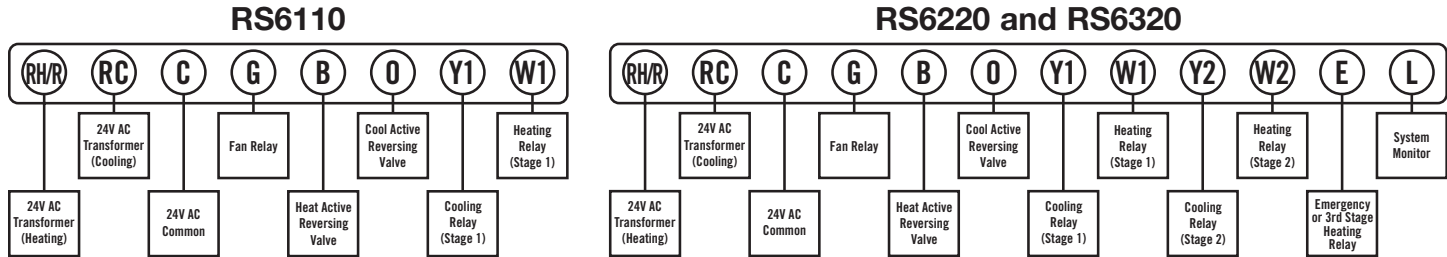 RS6110
RH/R RC C G B O Y1 W1
24V AC
Transformer
(Cooling)
Fan Relay
Cool Active
Reversing
Valve
Heating
Relay
(Stage 1)
24V AC
Transformer
(Heating)
24V AC
Common
Heat Active
Reversing
Valve
Cooling
Relay
(Stage 1)
RS6220 and RS6320
RH/R RC C G B O Y1 W1 Y2 W2 E L
24V AC
Transformer
(Cooling)
Fan Relay
Cool Active
Reversing
Valve
Heating
Relay
(Stage 1)
Heating
Relay
(Stage 2)
System
Monitor
24V AC
Transformer
(Heating)
24V AC
Common
Heat Active
Reversing
Valve
Cooling
Relay
(Stage 1)
Cooling
Relay
(Stage 2)
Emergency
or 3rd Stage
Heating
Relay